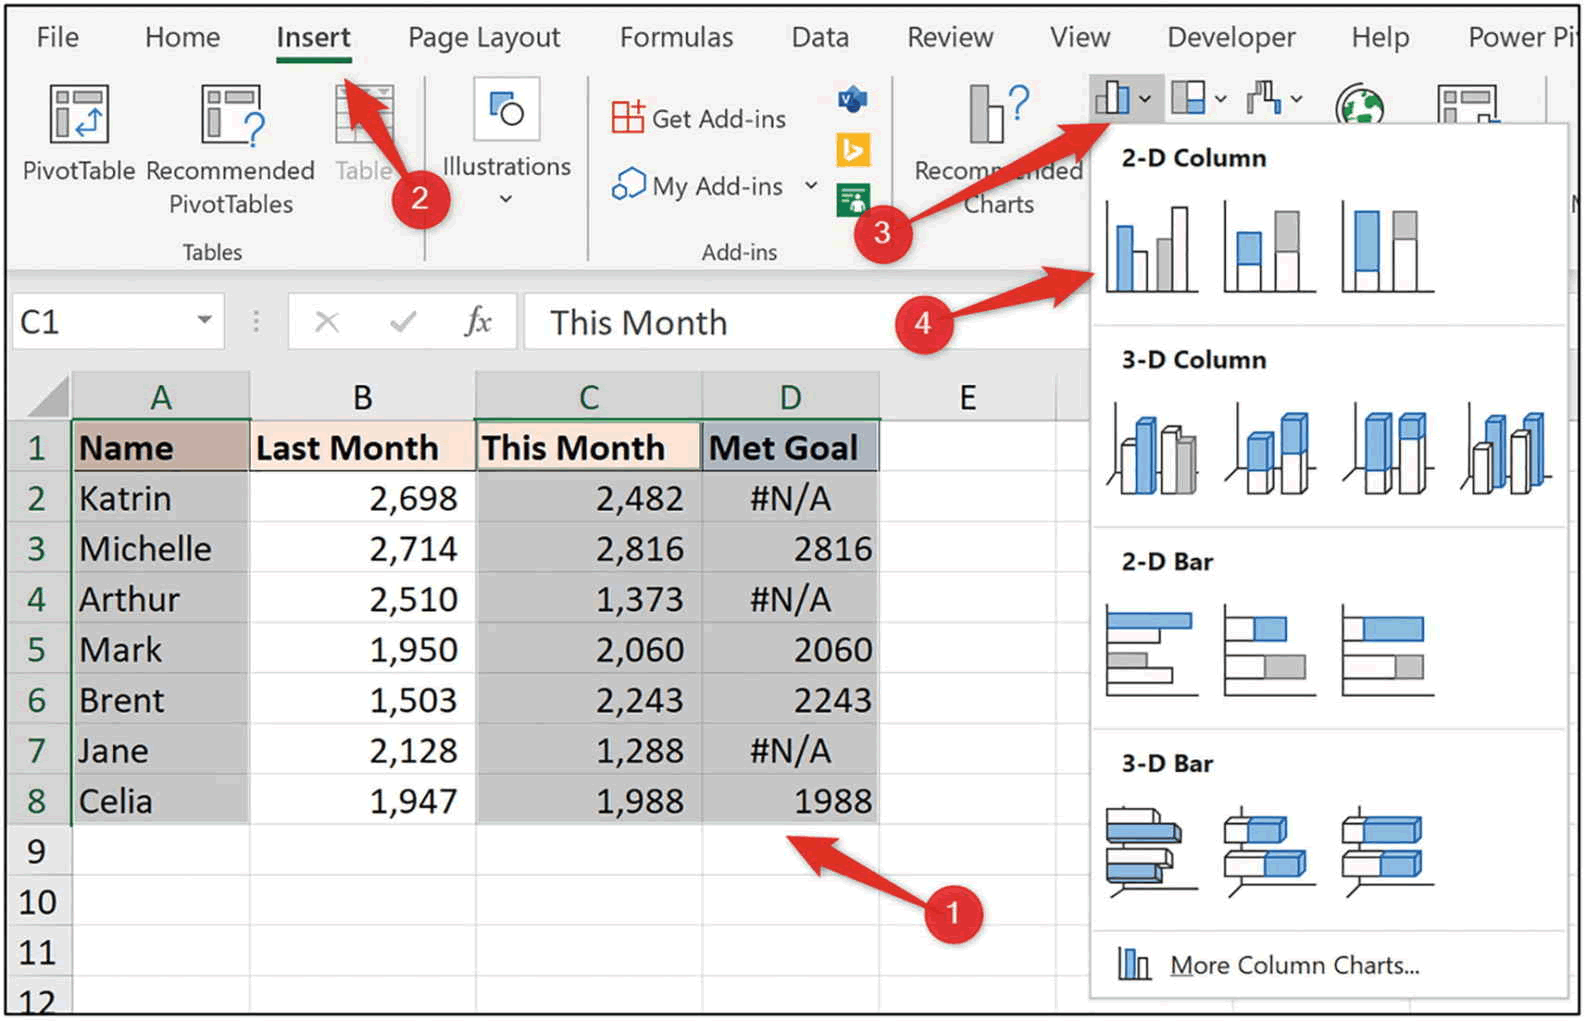 File Home Insert Page Layout Formulas Data Review View Developer Help Power Pi
PivotTable Recommended PivotTables Table Illustrations
Get Add-ins
My Add-ins
Recommended Charts
Tables Add-ins
2
3
4
C1 fx This Month
A B C D E
1 Name Last Month This Month Met Goal
2 Katrin 2,698 2,482 #N/A
3 Michelle 2,714 2,816 2816
4 Arthur 2,510 1,373 #N/A
5 Mark 1,950 2,060 2060
6 Brent 1,503 2,243 2243
7 Jane 2,128 1,288 #N/A
8 Celia 1,947 1,988 1988
9
10
11
12
1
2-D Column
3-D Column
2-D Bar
3-D Bar
More Column Charts...